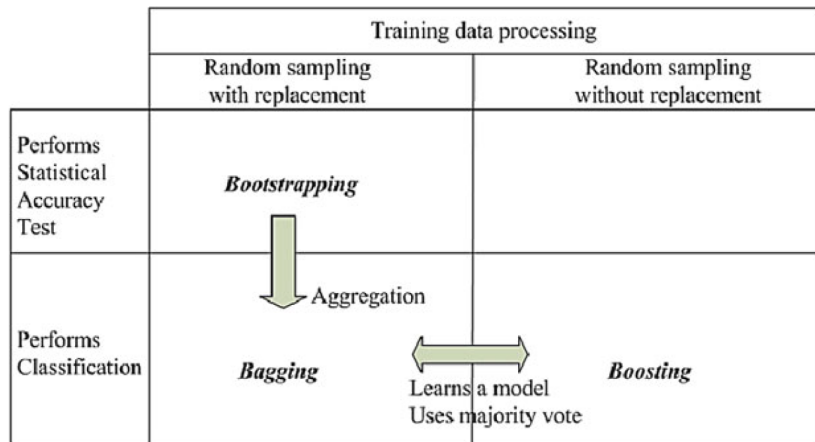 Training data processing
Random sampling
with replacement
Random sampling
without replacement
Performs
Statistical
Accuracy
Test
Bootstrapping
Aggregation
Performs
Classification
Bagging
Boosting
Learns a model
Uses majority vote